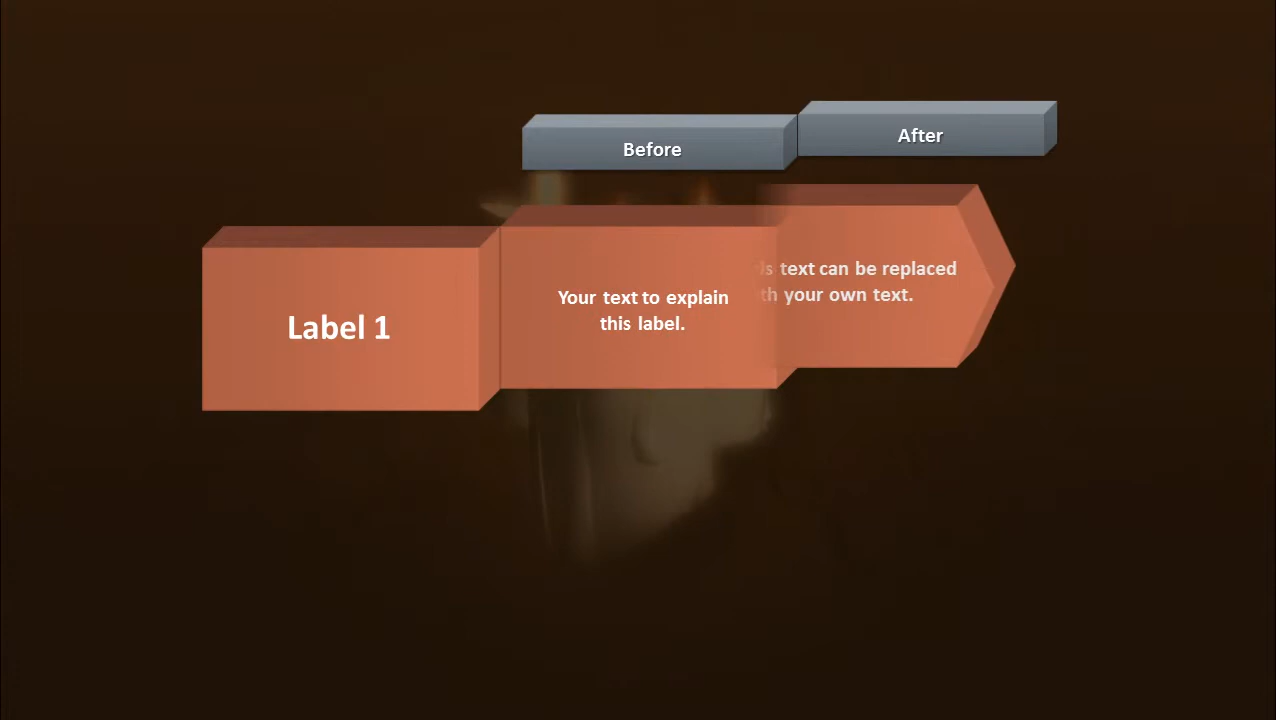 Before
After
Label 1
Your text to explain
this label.
text can be replaced
your own text.